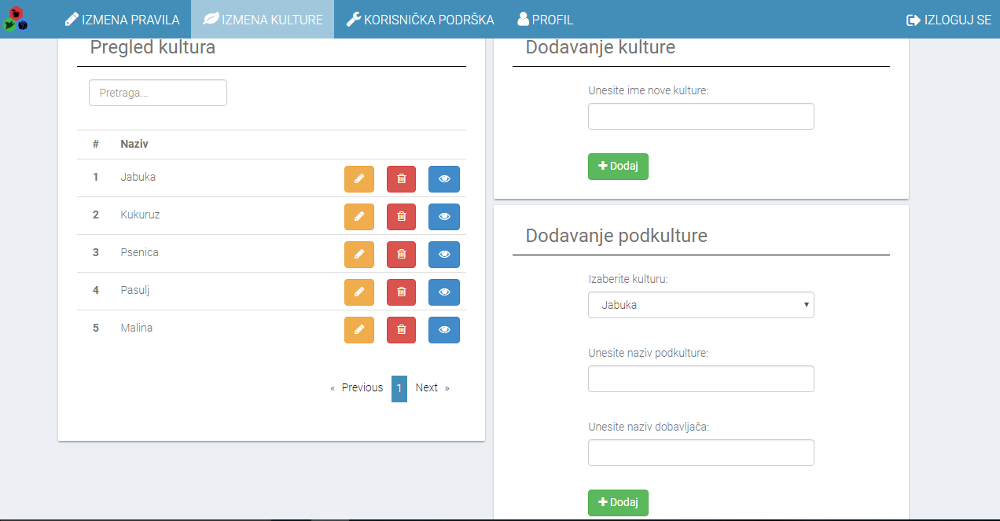 IZMENA PRAVILA IZMENA KULTURE KORISNIČKA PODRŠKA PROFIL IZLOGUJ SE
Pregled kultura
Pretraga...
# Naziv
1 Jabuka
2 Kukuruz
3 Psenica
4 Pasulj
5 Malina
« Previous 1 Next »
Dodavanje kulture
Unesite ime nove kulture:
Dodaj
Dodavanje podkulture
Izaberite kulturu:
Jabuka
Unesite naziv podkulture:
Unesite naziv dobavljača:
Dodaj